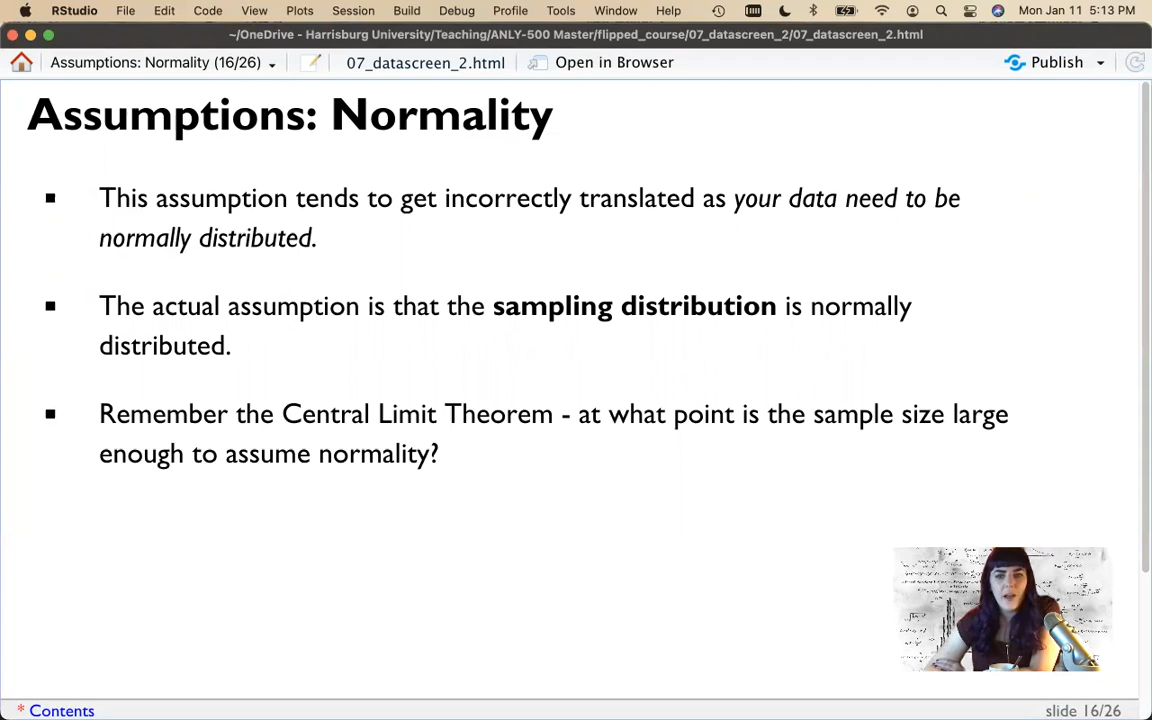 RStudio File Edit Code View Plots Session Build Debug Profile Tools Window Help Mon Jan 11 5:13 PM
~/OneDrive - Harrisburg University/Teaching/ANLY-500 Master/flipped_course/07_datascreen_2/07_datascreen_2.html
Assumptions: Normality (16/26) 07_datascreen_2.html Open in Browser Publish
Assumptions: Normality
This assumption tends to get incorrectly translated as your data need to be
normally distributed.
The actual assumption is that the sampling distribution is normally
distributed.
Remember the Central Limit Theorem - at what point is the sample size large
enough to assume normality?
* Contents slide 16/26